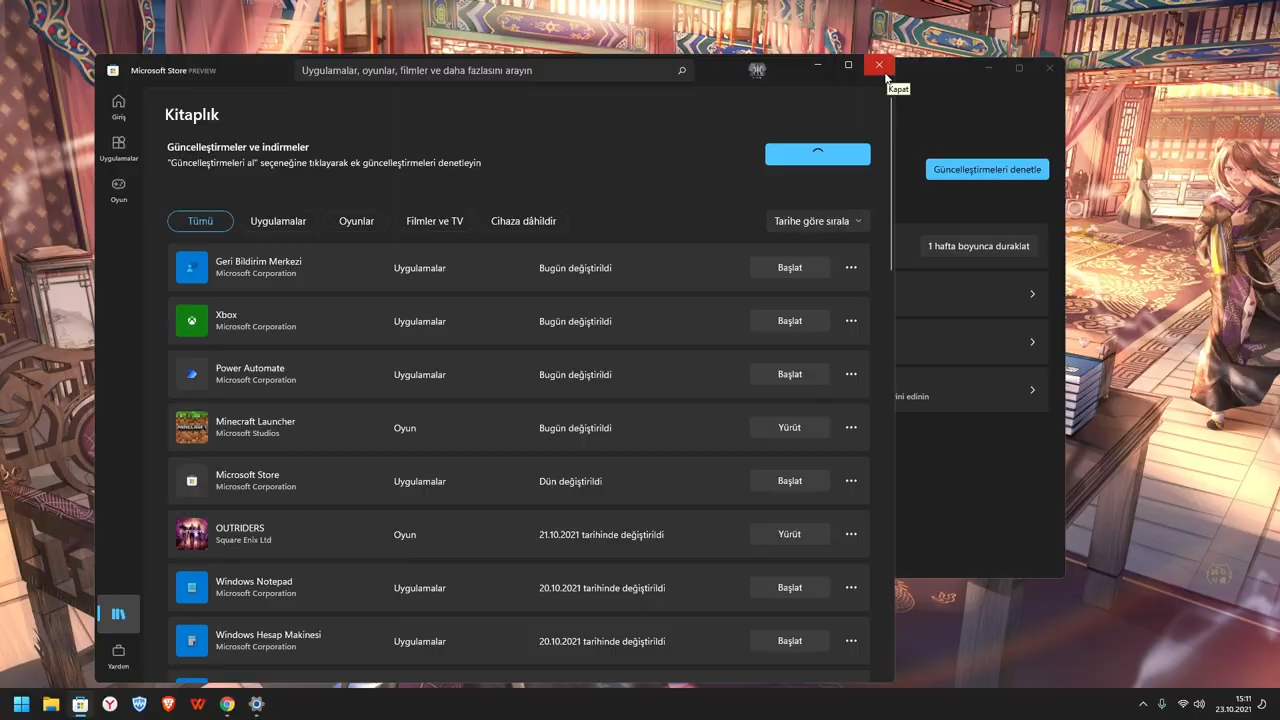 Microsoft Store PREVIEW
Uygulamalar, oyunlar, filmler ve daha fazlasını arayın
Kapat
Giriş
Uygulamalar
Oyun
Yardım
Kitaplık
Güncelleştirmeler ve indirmeler
"Güncelleştirmeleri al" seçeneğine tıklayarak ek güncelleştirmeleri denetleyin
Tümü
Uygulamalar
Oyunlar
Filmler ve TV
Cihaza dâhildir
Tarihe göre sırala
Geri Bildirim Merkezi
Microsoft Corporation
Uygulamalar
Bugün değiştirildi
Başlat
Xbox
Microsoft Corporation
Uygulamalar
Bugün değiştirildi
Başlat
Power Automate
Microsoft Corporation
Uygulamalar
Bugün değiştirildi
Başlat
Minecraft Launcher
Microsoft Studios
Oyun
Bugün değiştirildi
Yürüt
Microsoft Store
Microsoft Corporation
Uygulamalar
Dün değiştirildi
Başlat
OUTRIDERS
Square Enix Ltd
Oyun
21.10.2021 tarihinde değiştirildi
Yürüt
Windows Notepad
Microsoft Corporation
Uygulamalar
20.10.2021 tarihinde değiştirildi
Başlat
Windows Hesap Makinesi
Microsoft Corporation
Uygulamalar
20.10.2021 tarihinde değiştirildi
Başlat
Güncelleştirmeleri denetle
1 hafta boyunca duraklat
ini edinin
15:11
23.10.2021